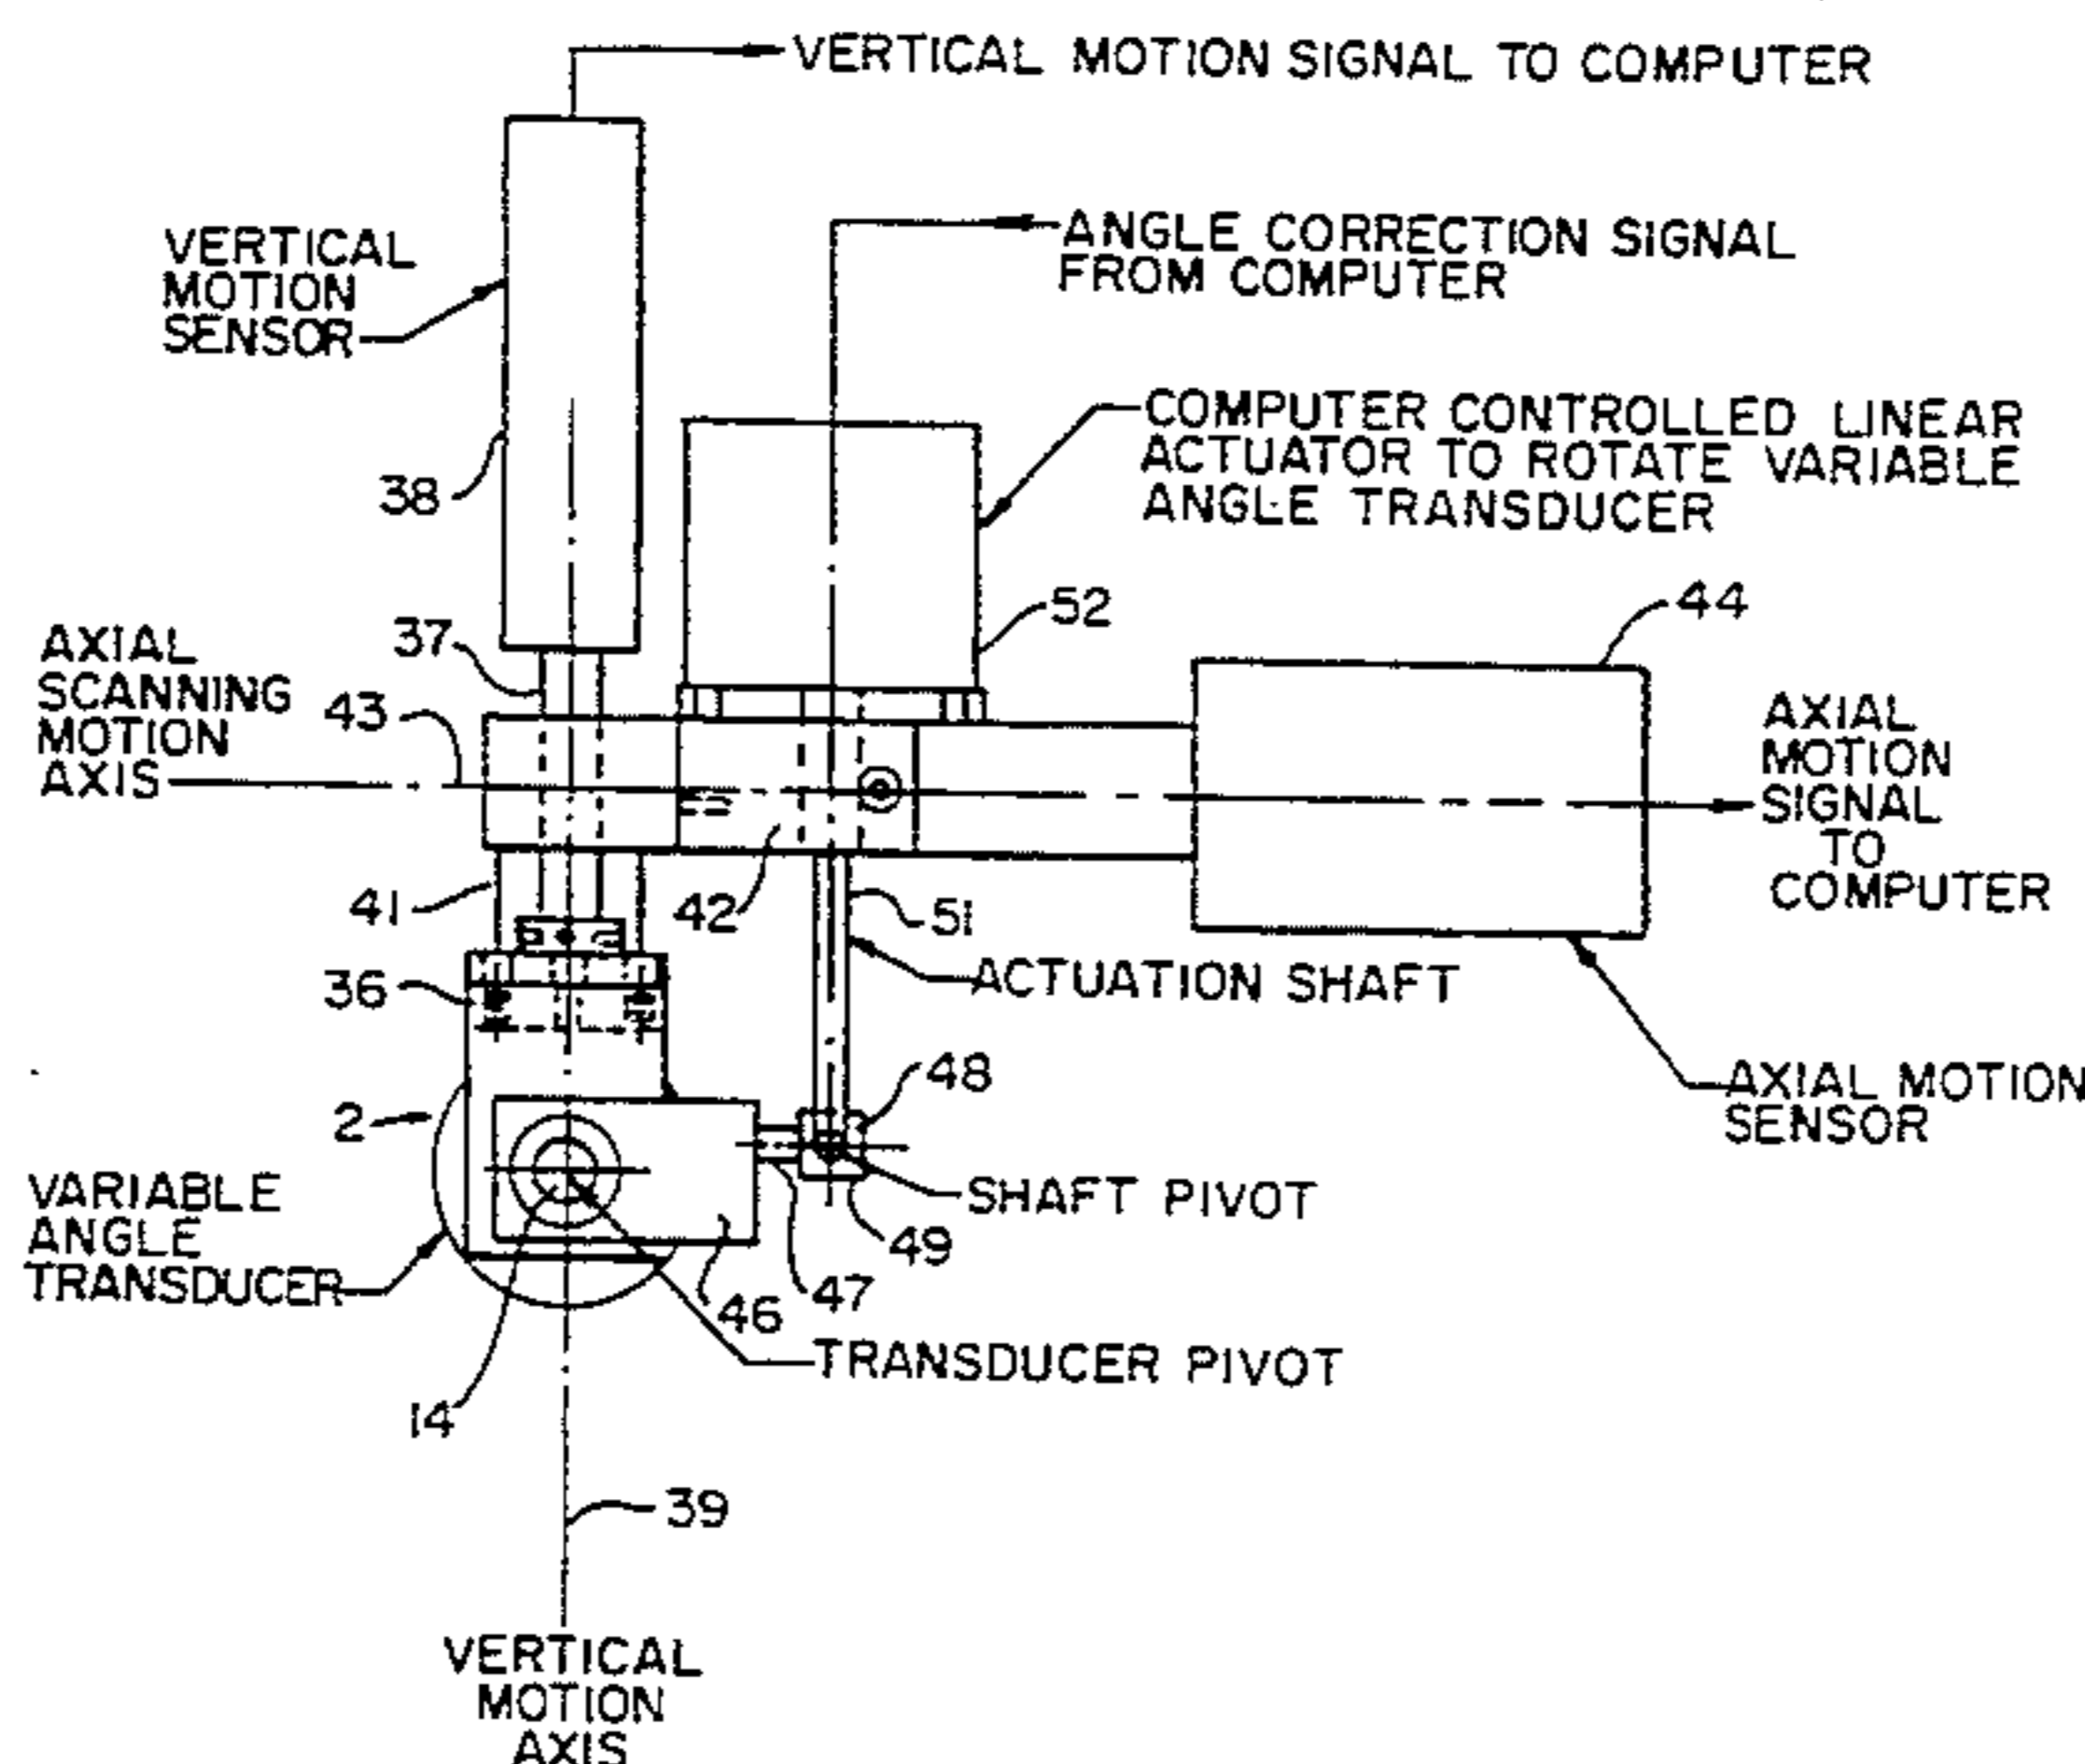 VERTICAL MOTION SIGNAL TO COMPUTER
VERTICAL
MOTION
SENSOR
ANGLE CORRECTION SIGNAL
FROM COMPUTER
COMPUTER CONTROLLED LINEAR
ACTUATOR TO ROTATE VARIABLE
ANGLE TRANSDUCER
38
52
44
37
AXIAL
SCANNING
MOTION
AXIS
43
AXIAL
MOTION
SIGNAL
TO
COMPUTER
41
42
51
36
ACTUATION SHAFT
48
2
AXIAL MOTION
SENSOR
VARIABLE
ANGLE
TRANSDUCER
SHAFT PIVOT
49
47
46
TRANSDUCER PIVOT
14
39
VERTICAL
MOTION
AXIS